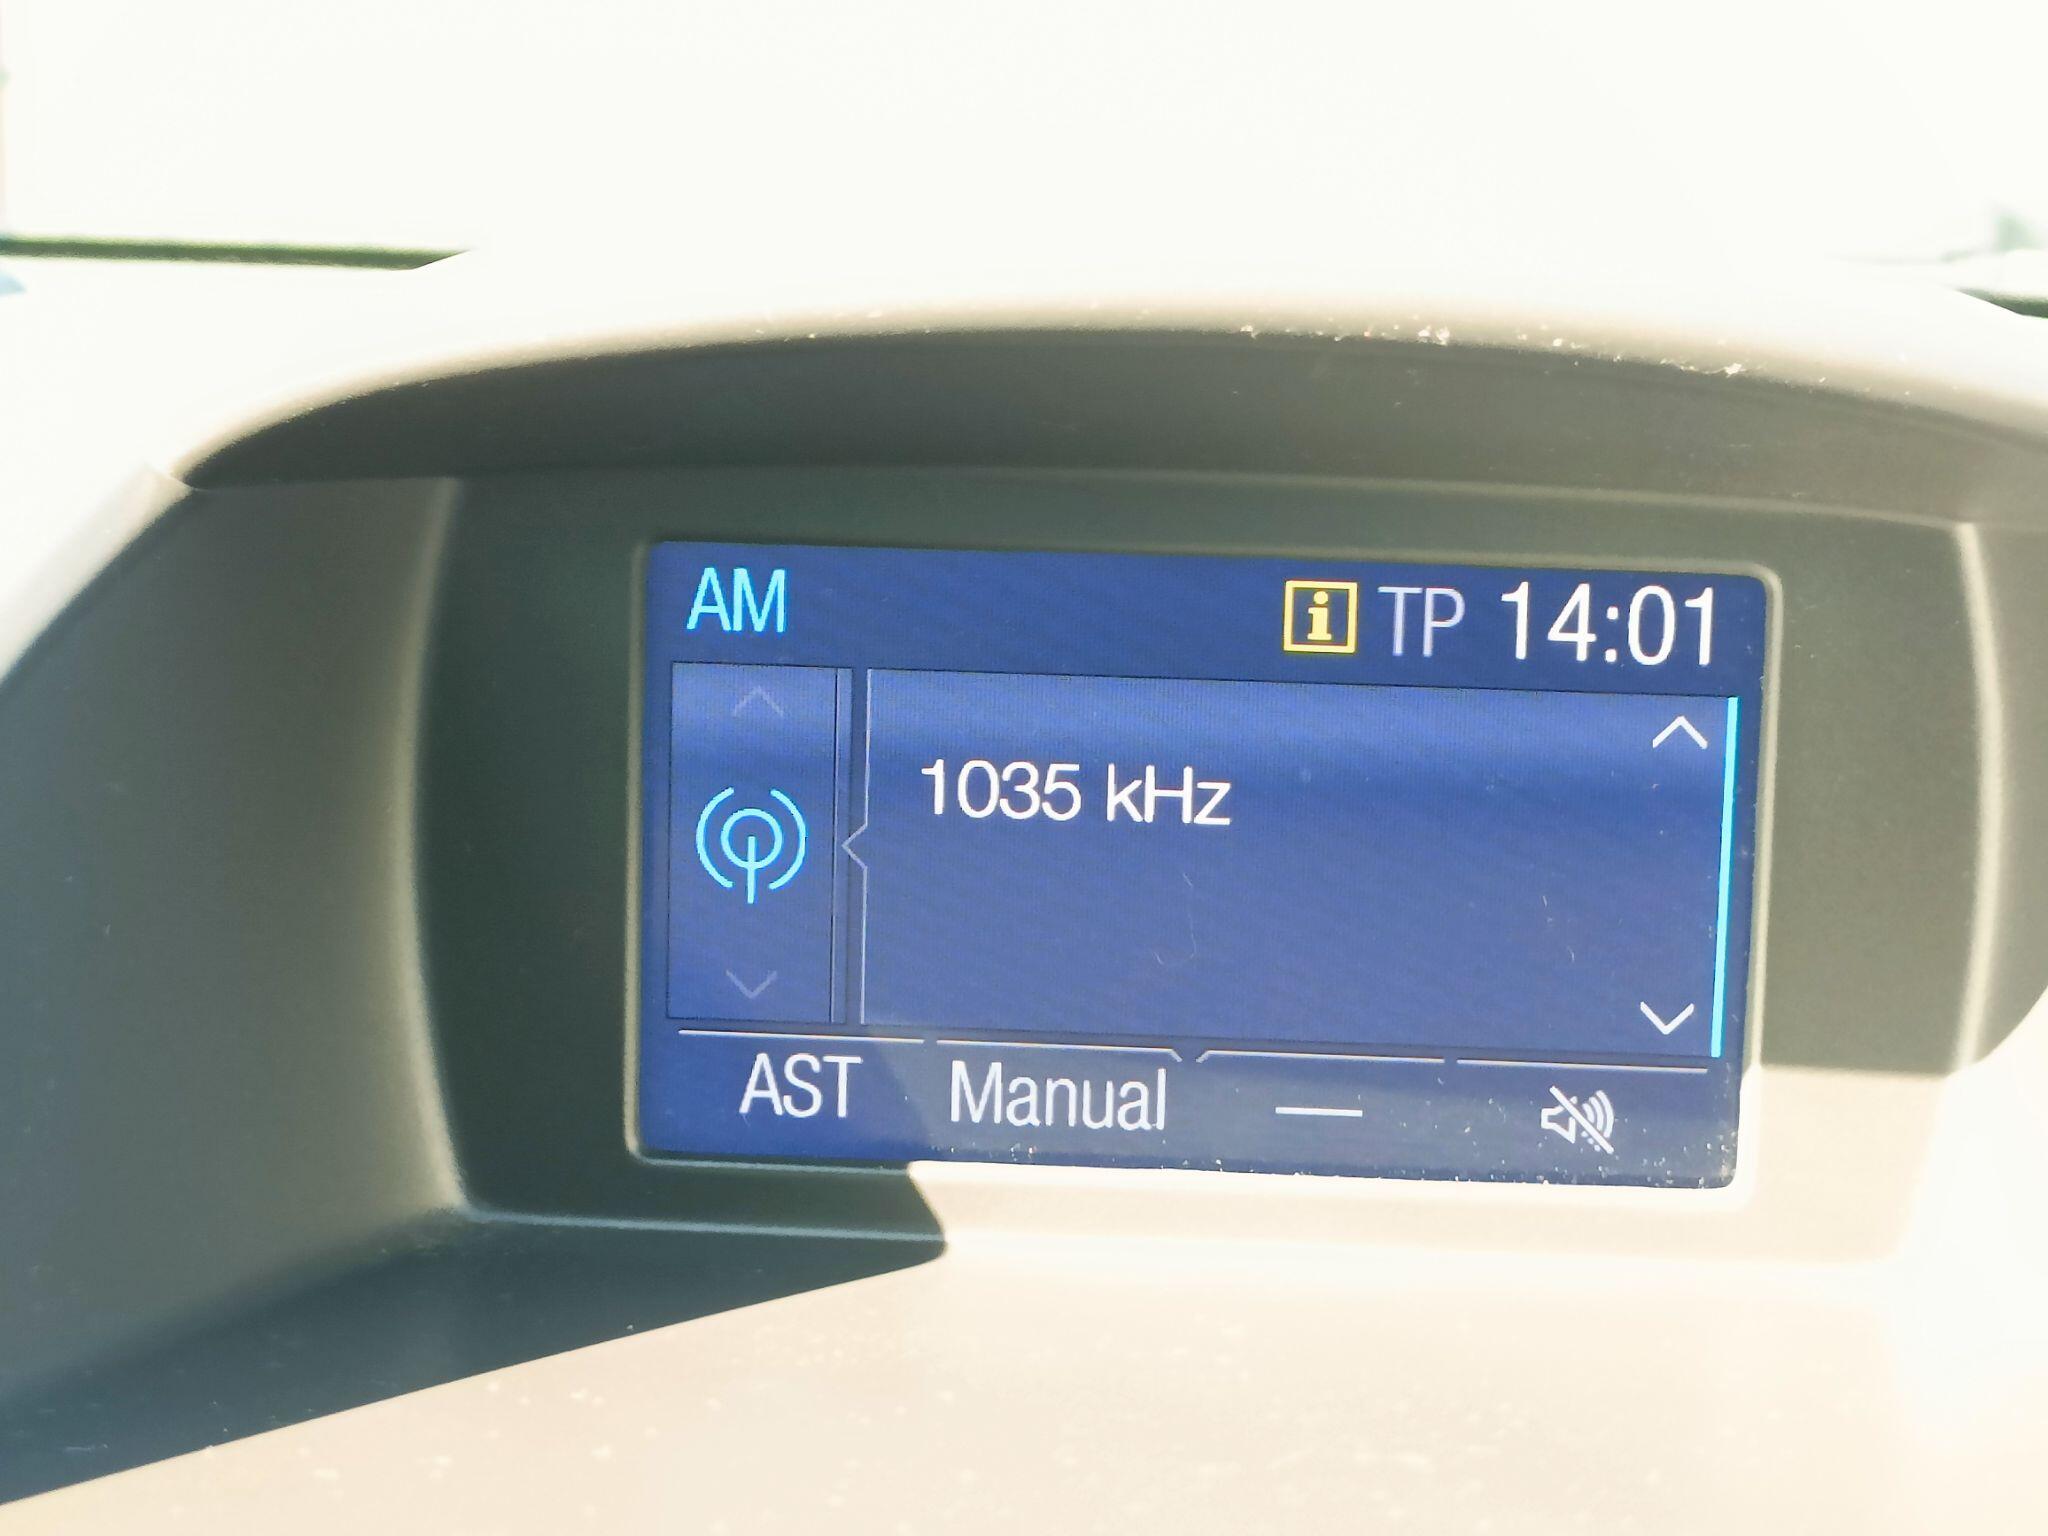 AM i TP 14:01
1035 kHz
AST Manual —